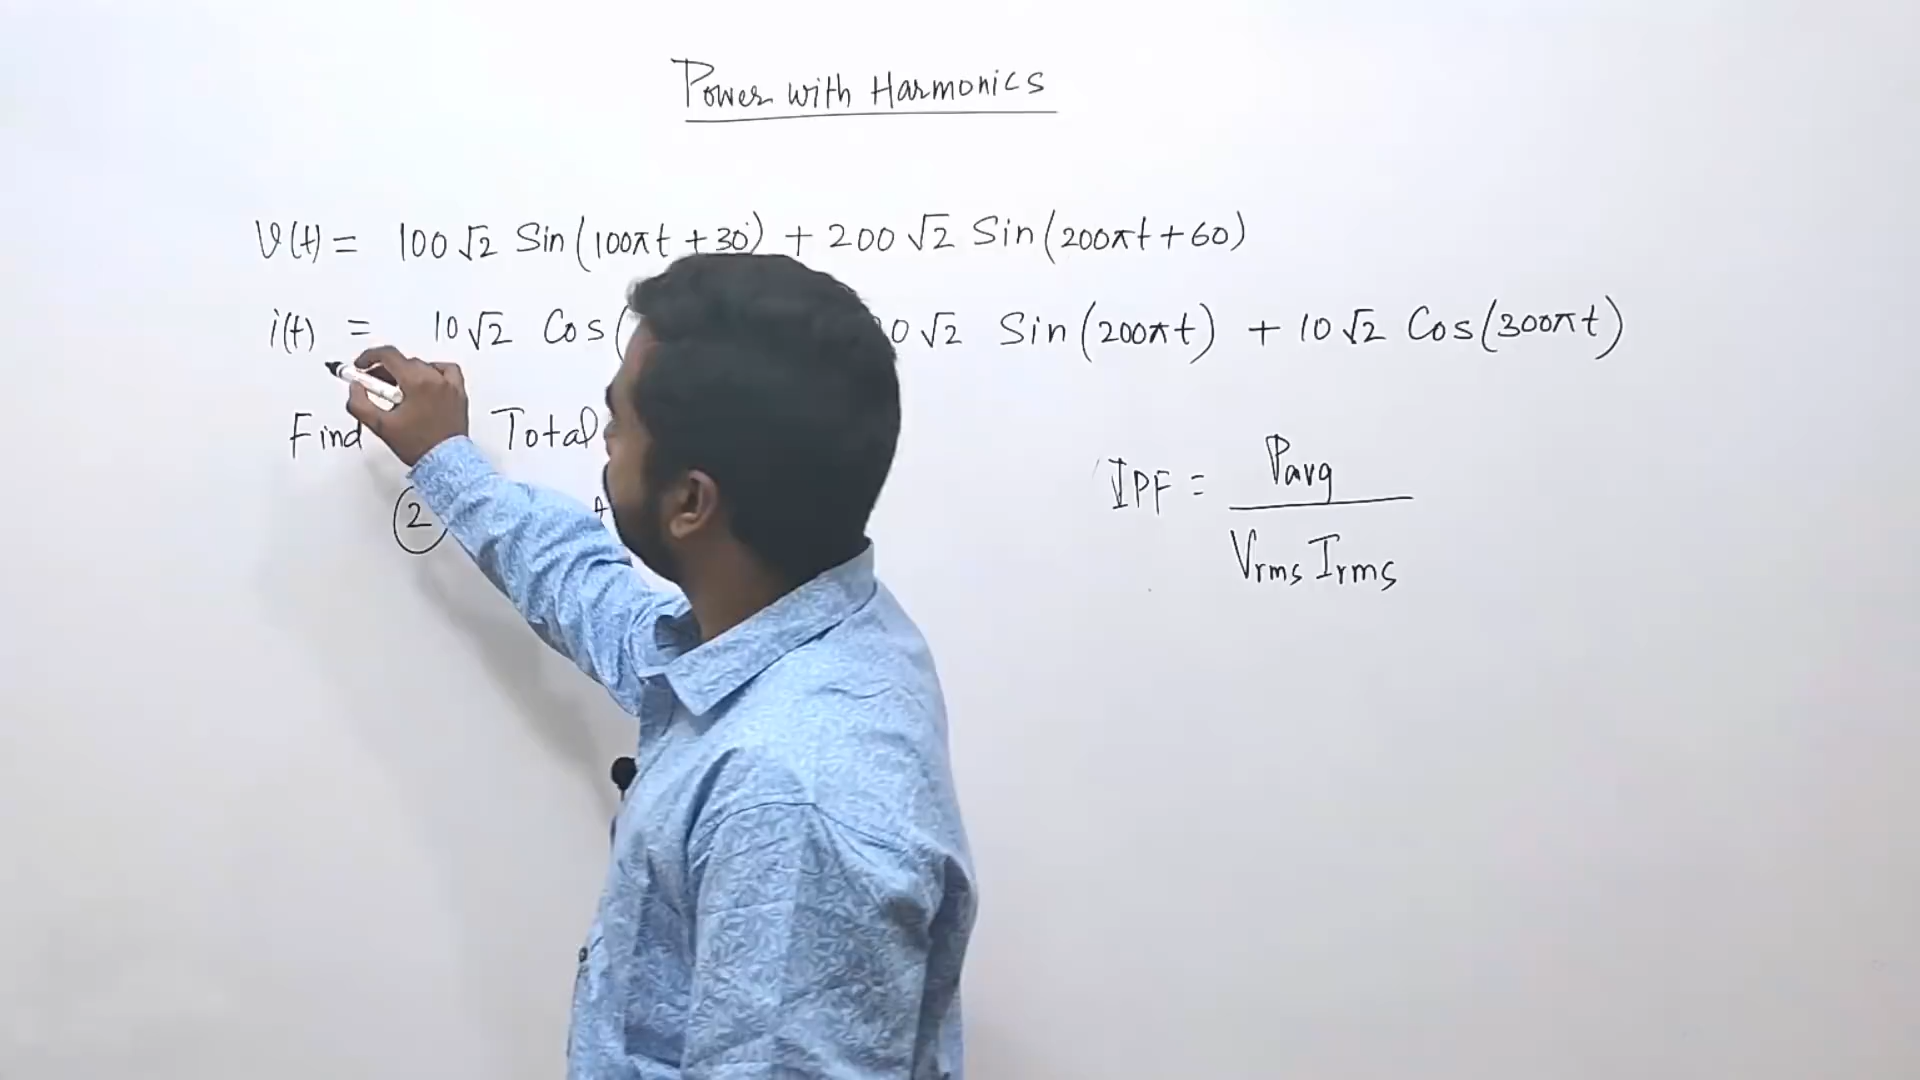 Power with Harmonics
V(t) = 100√2 Sin(100πt + 30°) + 200√2 Sin(200πt + 60)
i(t) = 10√2 Cos( 0√2 Sin(200πt) + 10√2 Cos(300πt)
Find Total
2
IPF = Pavg / Vrms Irms